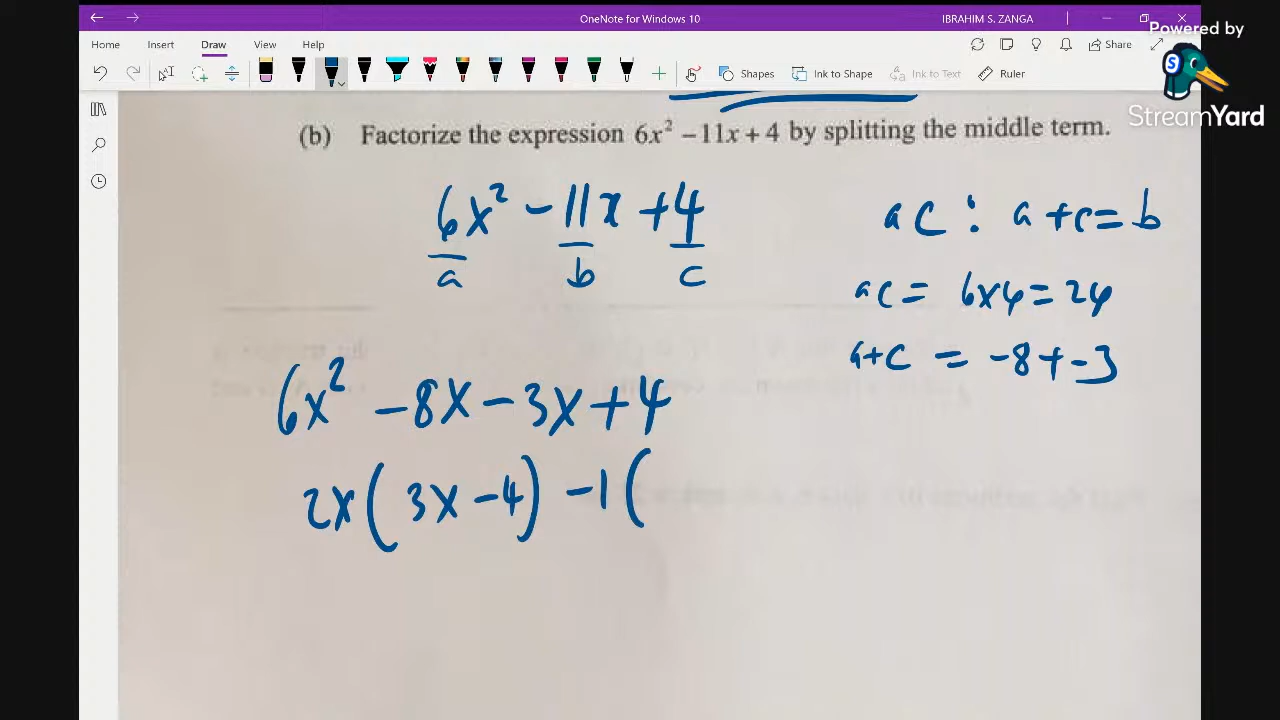 OneNote for Windows 10
IBRAHIM S. ZANGA
Powered by
StreamYard
Home Insert Draw View Help
Share
Shapes Ink to Shape Ink to Text Ruler
(b) Factorize the expression 6x² − 11x + 4 by splitting the middle term.
6x² − 11x + 4
a b c
ac : a + c = b
ac = 6x4 = 24
a+c = -8 + -3
6x² − 8x − 3x + 4
2x ( 3x − 4 ) − 1 (